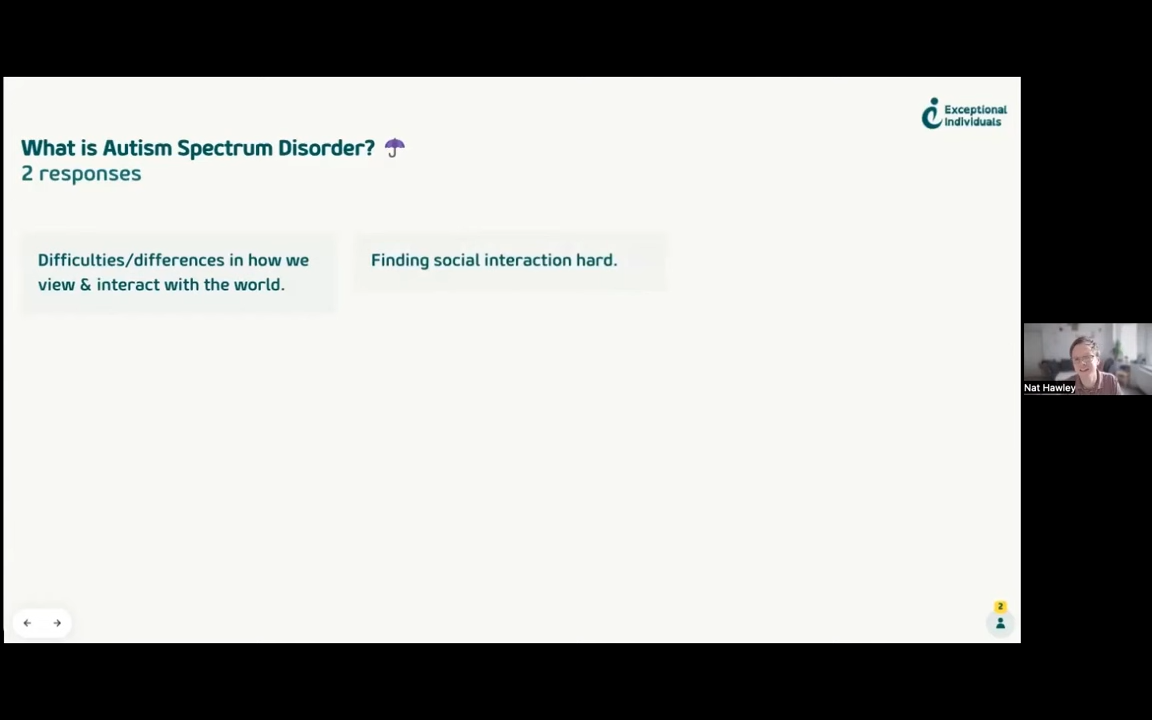 Exceptional
Individuals
What is Autism Spectrum Disorder?
2 responses
Difficulties/differences in how we
view & interact with the world.
Finding social interaction hard.
Nat Hawley
2